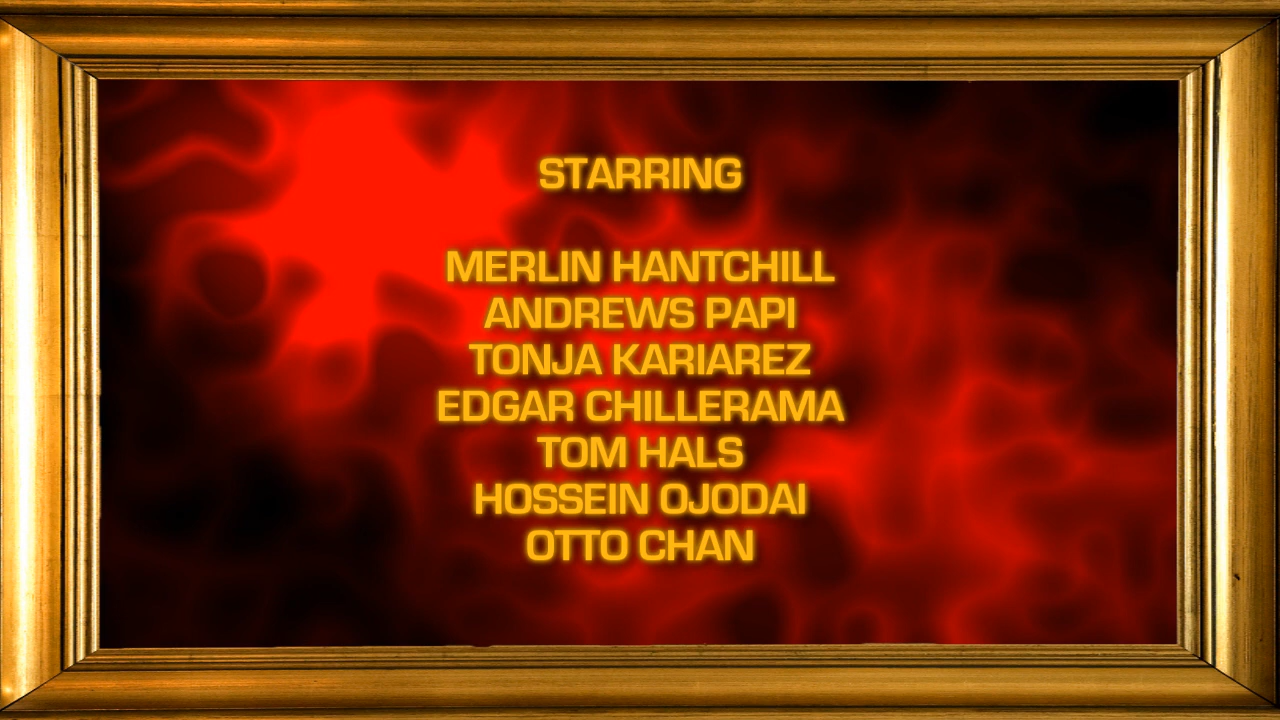 STARRING
MERLIN HANTCHILL
ANDREWS PAPI
TONJA KARIAREZ
EDGAR CHILLERAMA
TOM HALS
HOSSEIN OJODAI
OTTO CHAN